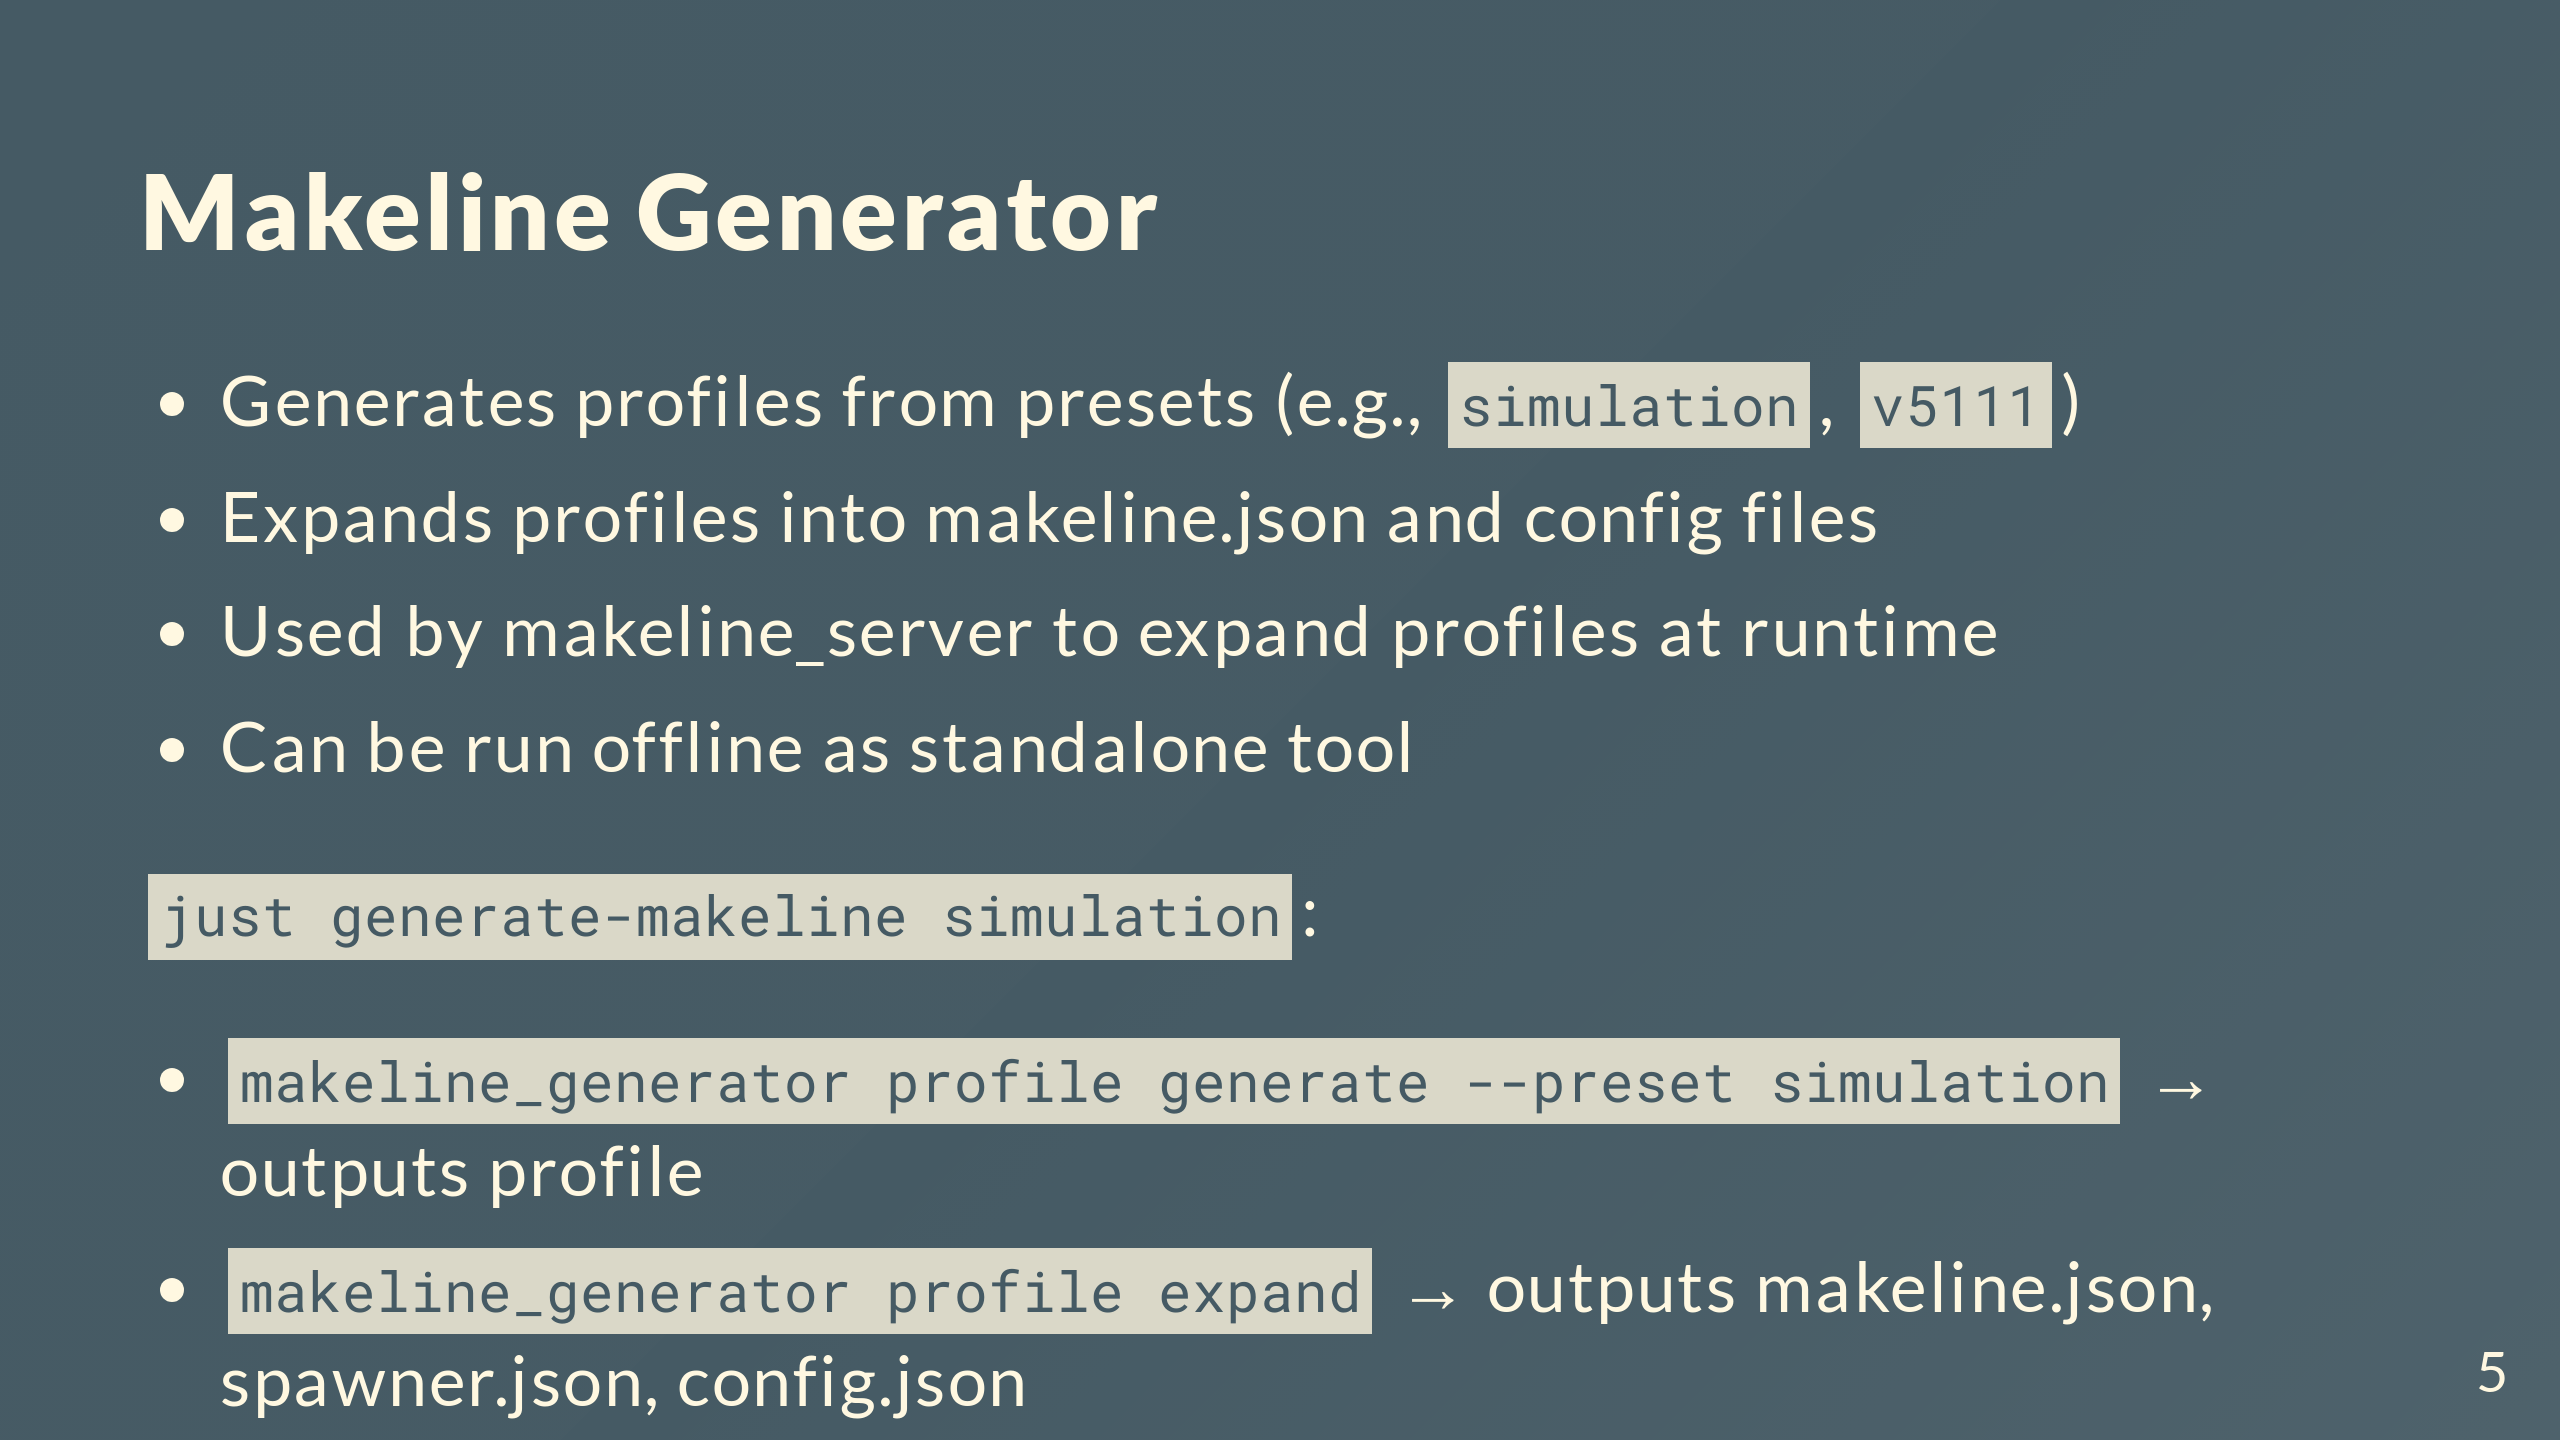 Makeline Generator
• Generates profiles from presets (e.g., simulation, v5111)
• Expands profiles into makeline.json and config files
• Used by makeline_server to expand profiles at runtime
• Can be run offline as standalone tool
just generate-makeline simulation:
• makeline_generator profile generate --preset simulation →
outputs profile
• makeline_generator profile expand → outputs makeline.json,
spawner.json, config.json
5